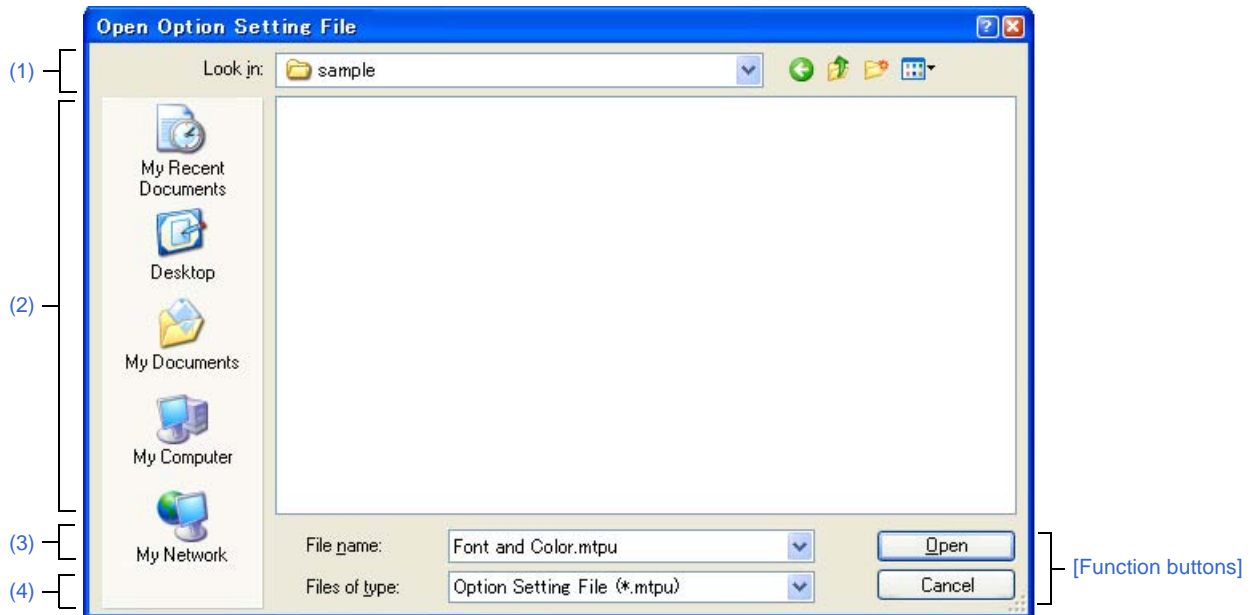 Open Option Setting File
(1)
Look in:
sample
(2)
My Recent
Documents
Desktop
My Documents
My Computer
My Network
(3)
File name:
Font and Color.mtpu
Open
(4)
Files of type:
Option Setting File (*.mtpu)
Cancel
[Function buttons]